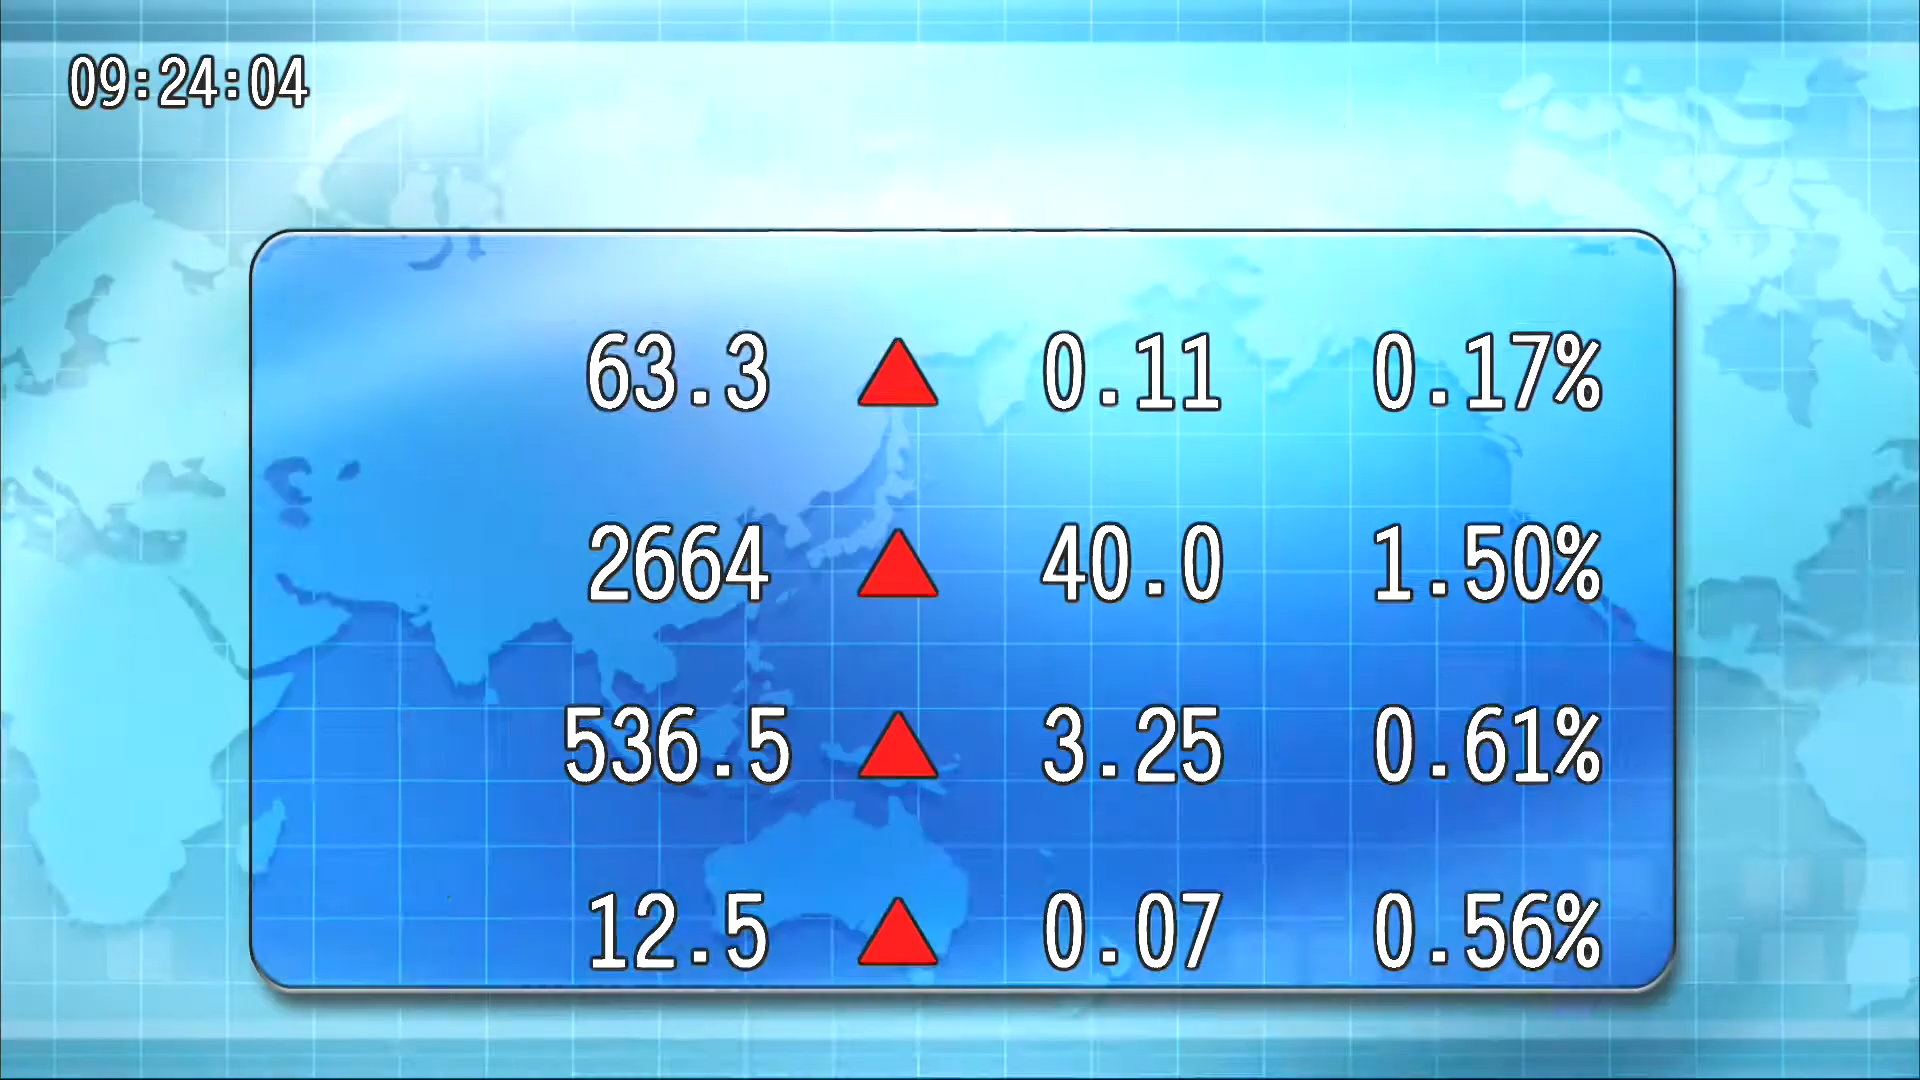 09:24:04
63.3 ▲ 0.11 0.17%
2664 ▲ 40.0 1.50%
536.5 ▲ 3.25 0.61%
12.5 ▲ 0.07 0.56%